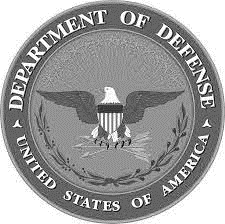 DEPARTMENT OF DEFENSE
UNITED STATES OF AMERICA